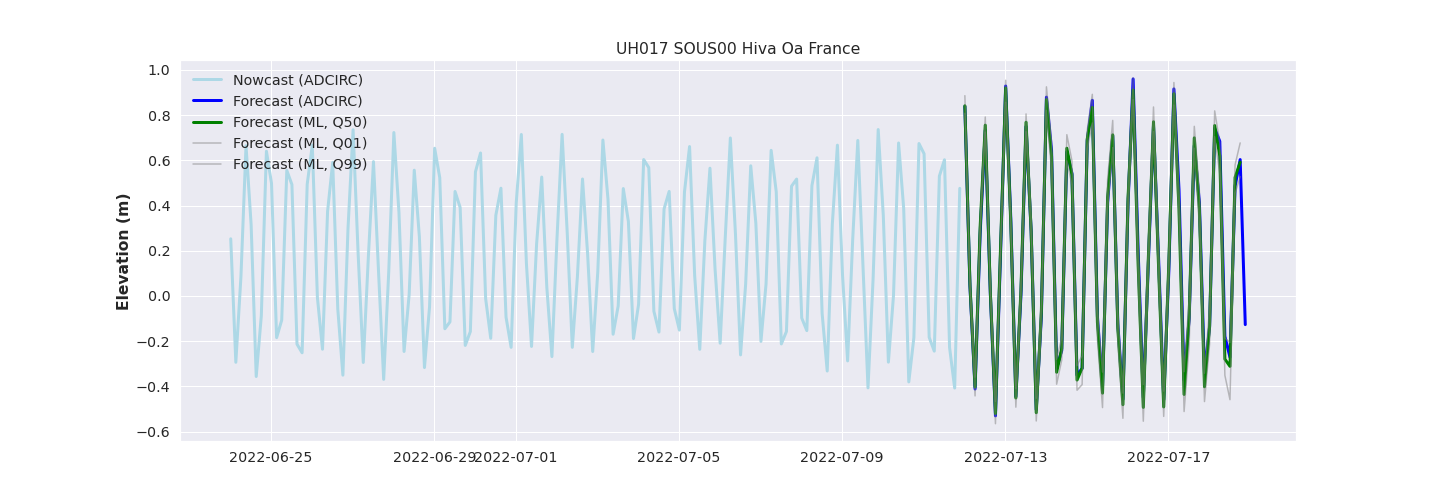 UH017 SOUS00 Hiva Oa France
Nowcast (ADCIRC)
Forecast (ADCIRC)
Forecast (ML, Q50)
Forecast (ML, Q01)
Forecast (ML, Q99)
Elevation (m)
1.0
0.8
0.6
0.4
0.2
0.0
−0.2
−0.4
−0.6
2022-06-25
2022-06-29
2022-07-01
2022-07-05
2022-07-09
2022-07-13
2022-07-17